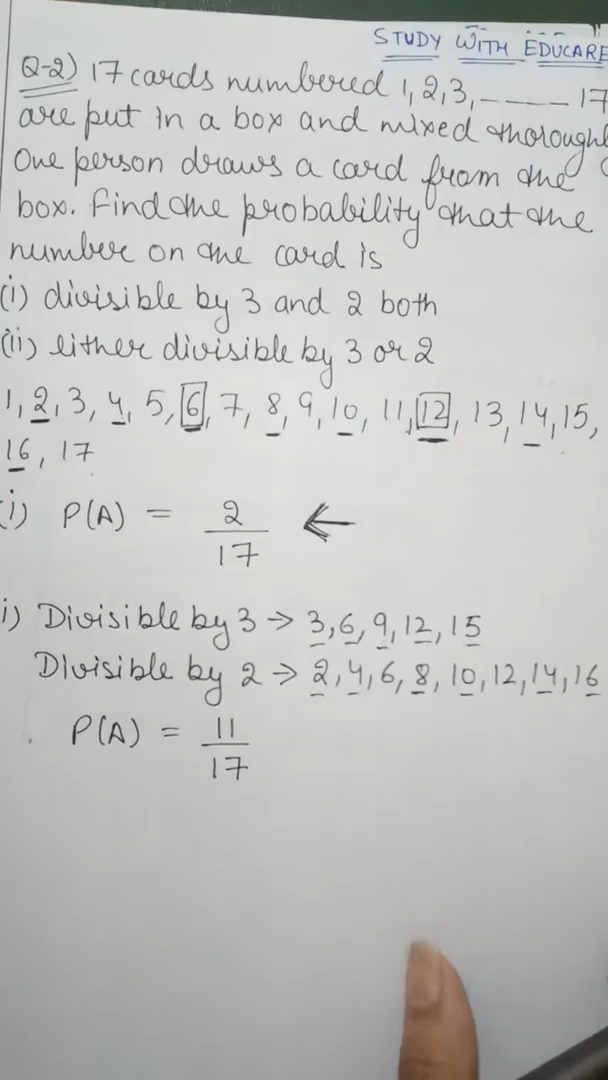 STUDY WITH EDUCARE
Q-2) 17 cards numbered 1, 2, 3, ---- 17
are put in a box and mixed thorough
One person draws a card from the
box. Find the probability that the
number on the card is
(i) divisible by 3 and 2 both
(ii) either divisible by 3 or 2
1, 2, 3, 4, 5, 6, 7, 8, 9, 10, 11, 12, 13, 14, 15,
16, 17
(i) P(A) = 2/17 ←
i) Divisible by 3 → 3, 6, 9, 12, 15
Divisible by 2 → 2, 4, 6, 8, 10, 12, 14, 16
P(A) = 11/17